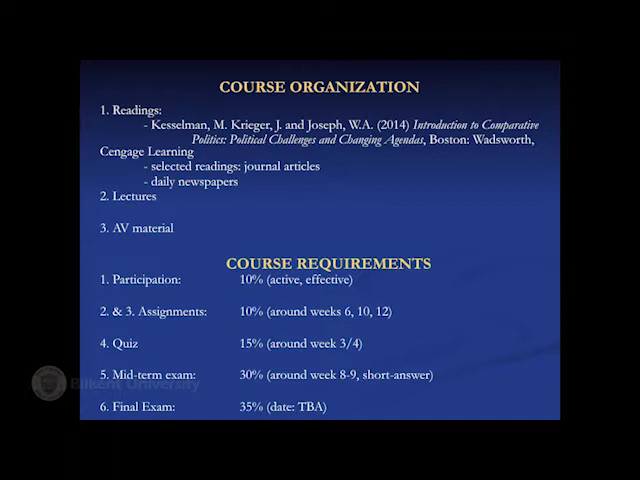 COURSE ORGANIZATION
1. Readings:
- Kesselman, M. Krieger, J. and Joseph, W.A. (2014) Introduction to Comparative
Politics: Political Challenges and Changing Agendas, Boston: Wadsworth,
Cengage Learning
- selected readings: journal articles
- daily newspapers
2. Lectures
3. AV material
COURSE REQUIREMENTS
1. Participation: 10% (active, effective)
2. & 3. Assignments: 10% (around weeks 6, 10, 12)
4. Quiz 15% (around week 3/4)
5. Mid-term exam: 30% (around week 8-9, short-answer)
Bilkent University
6. Final Exam: 35% (date: TBA)